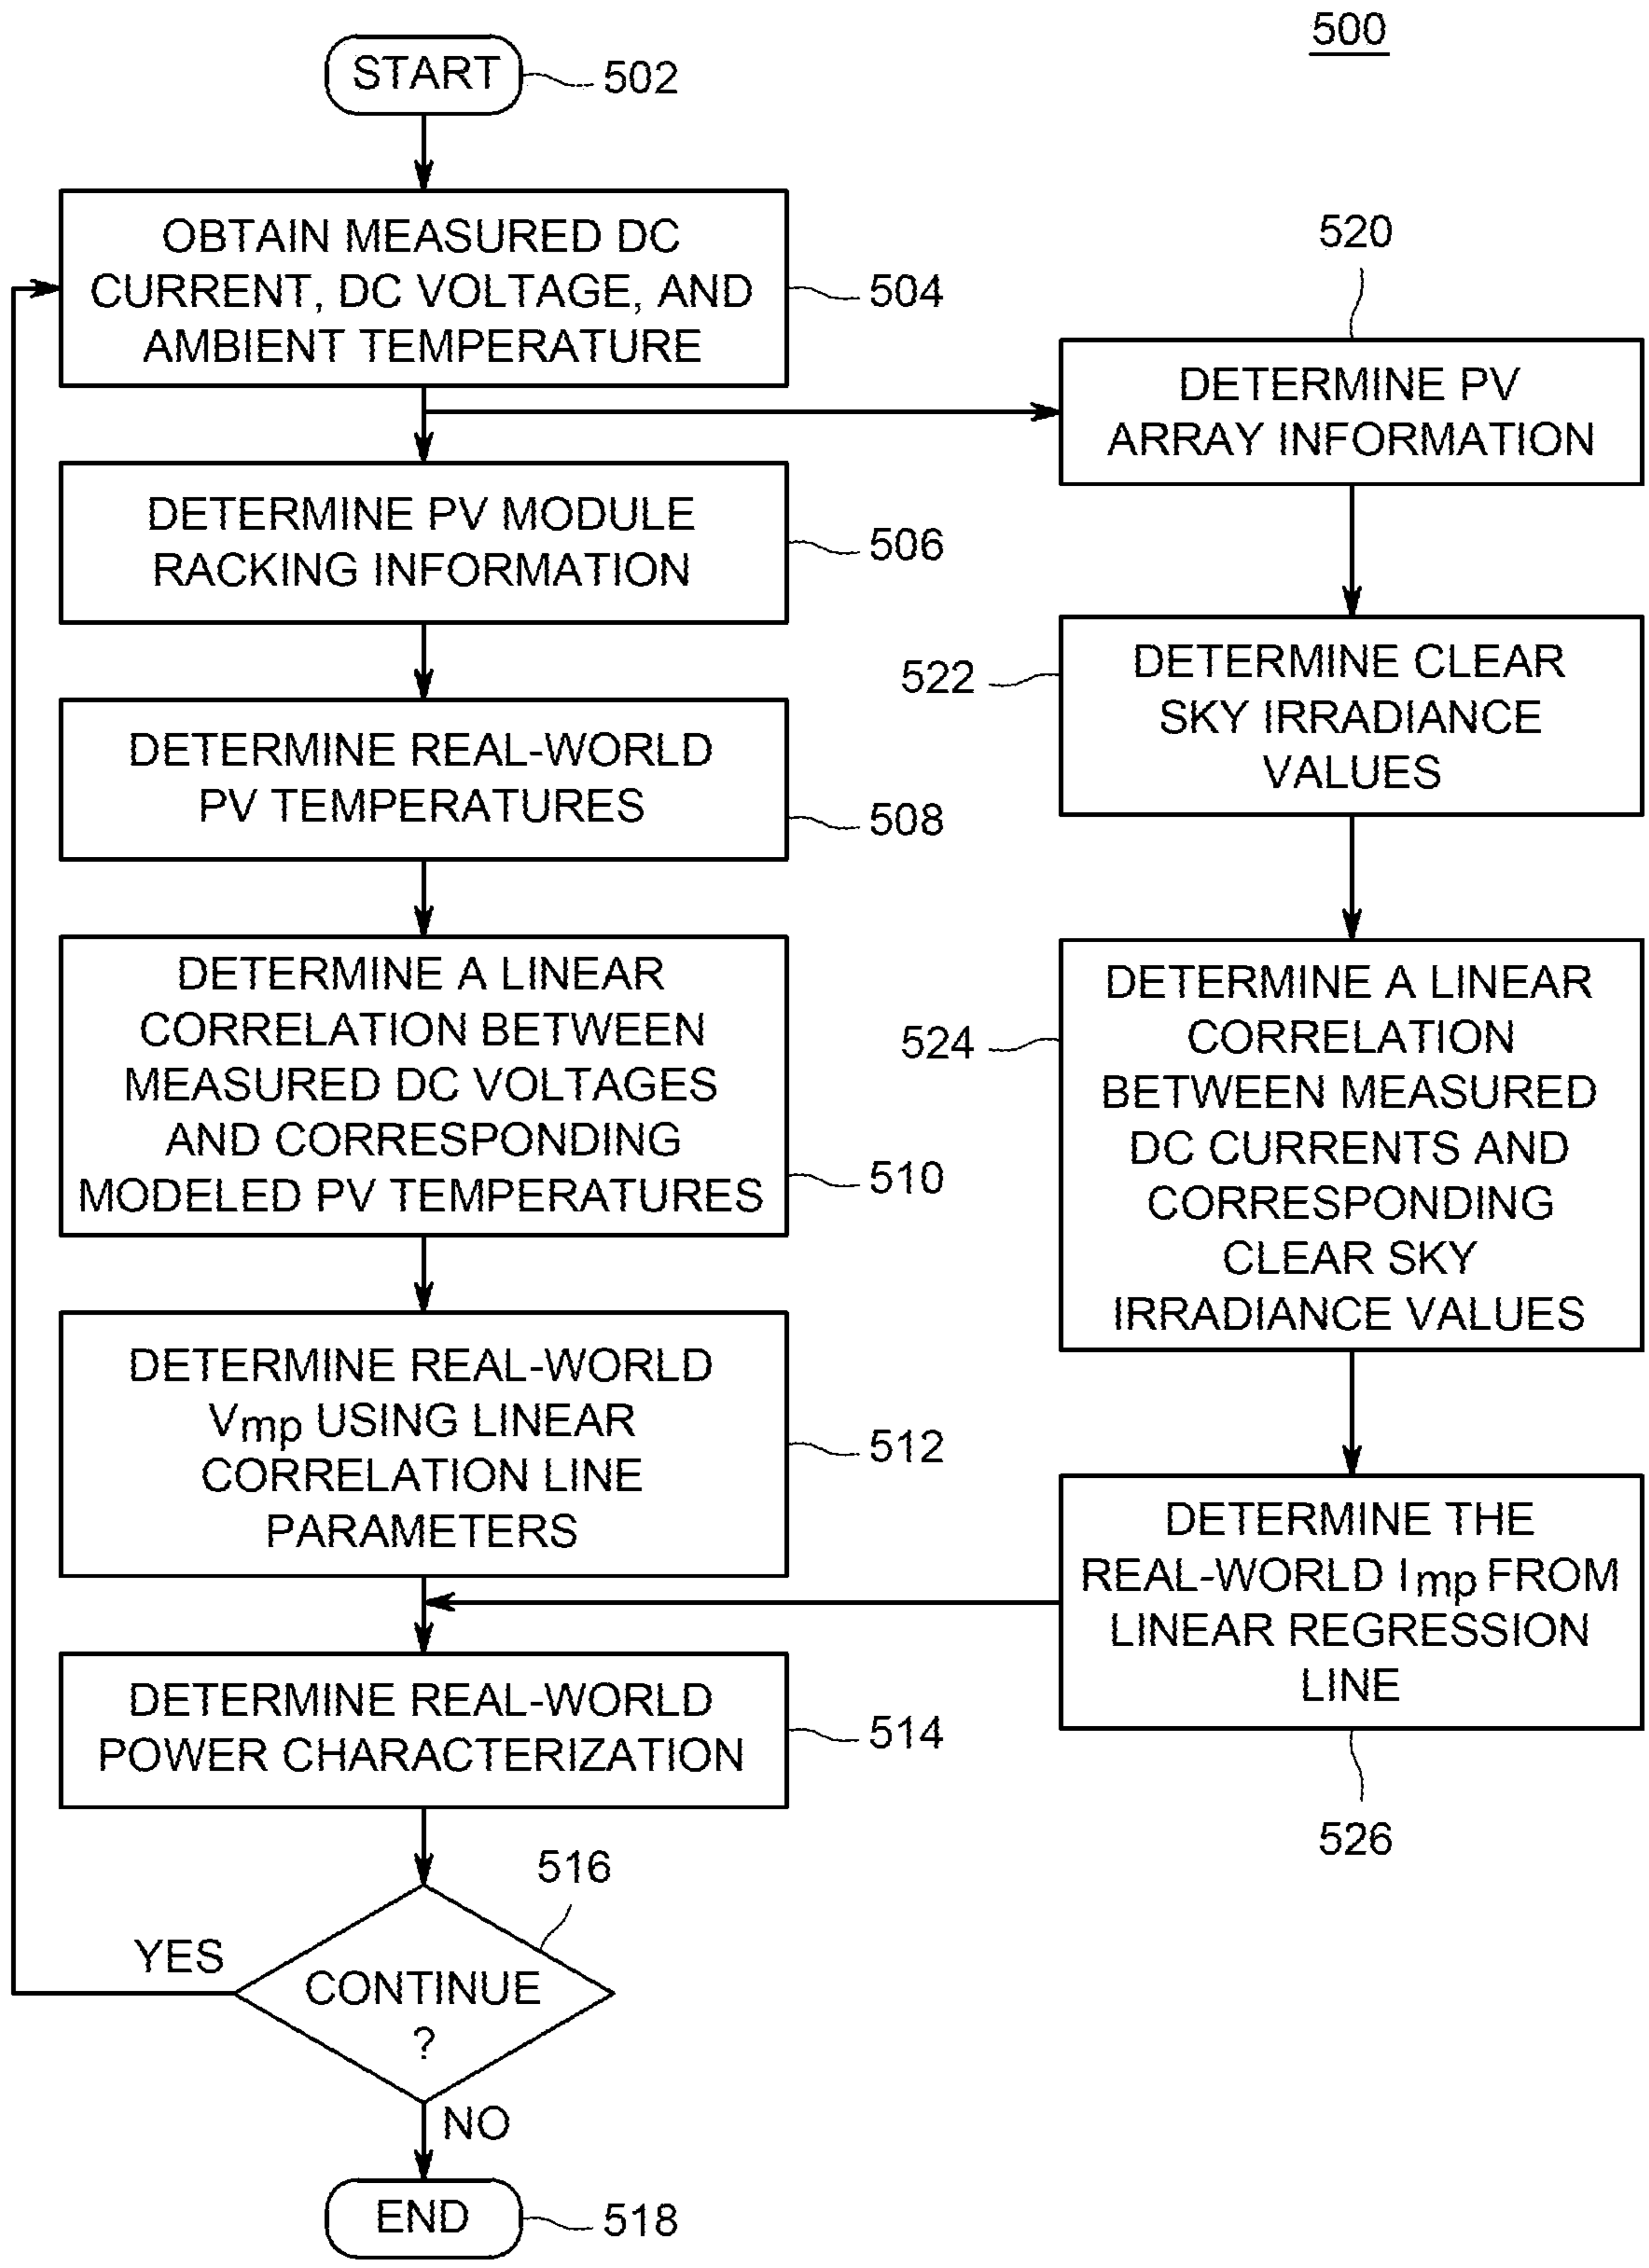 500
START
502
OBTAIN MEASURED DC
CURRENT, DC VOLTAGE, AND
AMBIENT TEMPERATURE
504
DETERMINE PV MODULE
RACKING INFORMATION
506
DETERMINE REAL-WORLD
PV TEMPERATURES
508
DETERMINE A LINEAR
CORRELATION BETWEEN
MEASURED DC VOLTAGES
AND CORRESPONDING
MODELED PV TEMPERATURES
510
DETERMINE REAL-WORLD
Vmp USING LINEAR
CORRELATION LINE
PARAMETERS
512
DETERMINE REAL-WORLD
POWER CHARACTERIZATION
514
516
CONTINUE
?
YES
NO
END
518
520
DETERMINE PV
ARRAY INFORMATION
522
DETERMINE CLEAR
SKY IRRADIANCE
VALUES
524
DETERMINE A LINEAR
CORRELATION
BETWEEN MEASURED
DC CURRENTS AND
CORRESPONDING
CLEAR SKY
IRRADIANCE VALUES
DETERMINE THE
REAL-WORLD Imp FROM
LINEAR REGRESSION
LINE
526